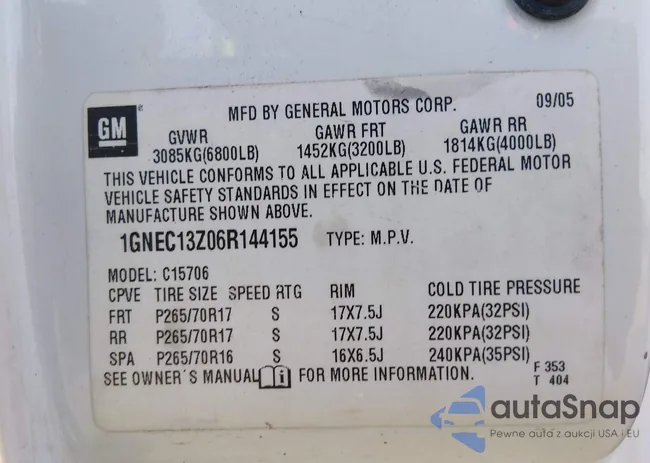 GM
MFD BY GENERAL MOTORS CORP. 09/05
GVWR GAWR FRT GAWR RR
3085KG(6800LB) 1452KG(3200LB) 1814KG(4000LB)
THIS VEHICLE CONFORMS TO ALL APPLICABLE U.S. FEDERAL MOTOR
VEHICLE SAFETY STANDARDS IN EFFECT ON THE DATE OF
MANUFACTURE SHOWN ABOVE.
1GNEC13Z06R144155 TYPE: M.P.V.
MODEL: C15706
CPVE TIRE SIZE SPEED RTG RIM COLD TIRE PRESSURE
FRT P265/70R17 S 17X7.5J 220KPA(32PSI)
RR P265/70R17 S 17X7.5J 220KPA(32PSI)
SPA P265/70R16 S 16X6.5J 240KPA(35PSI)
SEE OWNER'S MANUAL i FOR MORE INFORMATION.
F 353
T 404
autaSnap
Pewne auta z aukcji USA i EU